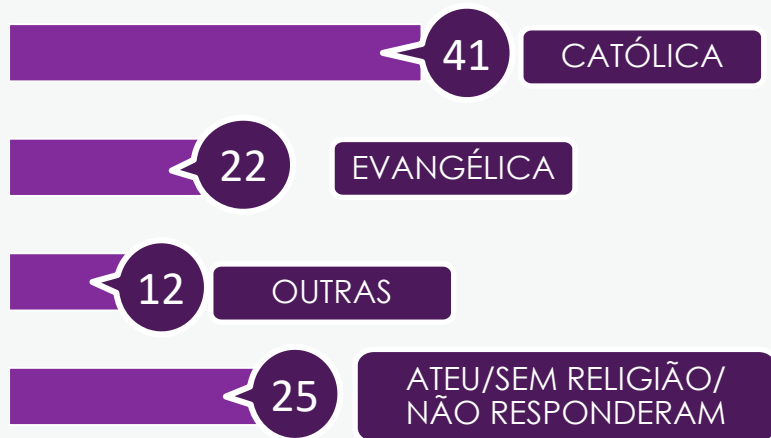 41 CATÓLICA
22 EVANGÉLICA
12 OUTRAS
25 ATEU/SEM RELIGIÃO/
NÃO RESPONDERAM